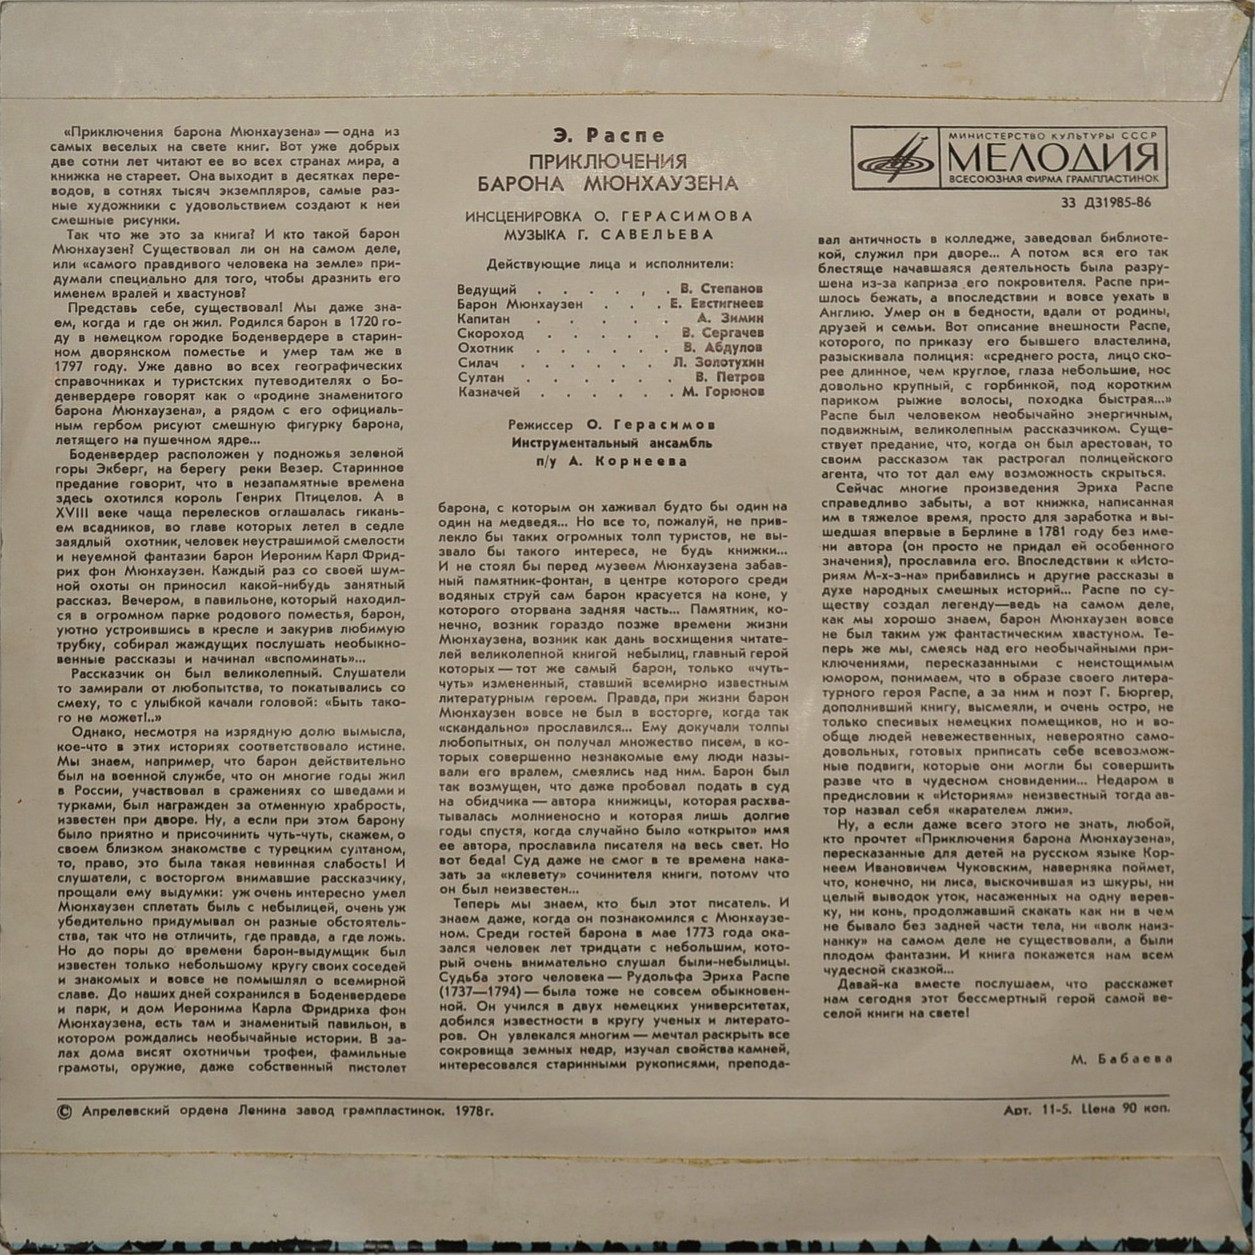 «Приключения барона Мюнхаузена» — одна из
самых веселых на свете книг. Вот уже добрых
две сотни лет читают ее во всех странах мира, а
книжка не стареет. Она выходит в десятках пере-
водов, в сотнях тысяч экземпляров, самые раз-
ные художники с удовольствием создают к ней
смешные рисунки.
Так что же это за книга? И кто такой барон
Мюнхаузен? Существовал ли он на самом деле,
или «самого правдивого человека на земле» при-
думали специально для того, чтобы дразнить его
именем вралей и хвастунов?
Представь себе, существовал! Мы даже зна-
ем, когда и где он жил. Родился барон в 1720 го-
ду в немецком городке Боденвердере в старин-
ном дворянском поместье и умер там же в
1797 году. Уже давно во всех географических
справочниках и туристских путеводителях о Бо-
денвердере говорят как о «родине знаменитого
барона Мюнхаузена», а рядом с его официаль-
ным гербом рисуют смешную фигурку барона,
летящего на пушечном ядре...
Боденвердер расположен у подножья зеленой
горы Экберг, на берегу реки Везер. Старинное
предание говорит, что в незапамятные времена
здесь охотился король Генрих Птицелов. А в
XVIII веке чаща перелесков оглашалась гикань-
ем всадников, во главе которых летел в седле
заядлый охотник, человек неустрашимой смелости
и неуемной фантазии барон Иероним Карл Фрид-
рих фон Мюнхаузен. Каждый раз со своей шум-
ной охоты он приносил какой-нибудь занятный
рассказ. Вечером, в павильоне, который находил-
ся в огромном парке родового поместья, барон,
уютно устроившись в кресле и закурив любимую
трубку, собирал жаждущих послушать необыкно-
венные рассказы и начинал «вспоминать»...
Рассказчик он был великолепный. Слушатели
то замирали от любопытства, то покатывались со
смеху, то с улыбкой качали головой: «Быть тако-
го не может!..»
Однако, несмотря на изрядную долю вымысла,
кое-что в этих историях соответствовало истине.
Мы знаем, например, что барон действительно
был на военной службе, что он многие годы жил
в России, участвовал в сражениях со шведами и
турками, был награжден за отменную храбрость,
известен при дворе. Ну, а если при этом барону
было приятно и присочинить чуть-чуть, скажем, о
своем близком знакомстве с турецким султаном,
то, право, это была такая невинная слабость! И
слушатели, с восторгом внимавшие рассказчику,
прощали ему выдумки: уж очень интересно умел
Мюнхаузен сплетать быль с небылицей, очень уж
убедительно придумывал он разные обстоятель-
ства, так что не отличить, где правда, а где ложь.
Но до поры до времени барон-выдумщик был
известен только небольшому кругу своих соседей
и знакомых и вовсе не помышлял о всемирной
славе. До наших дней сохранился в Боденвердере
и парк, и дом Иеронима Карла Фридриха фон
Мюнхаузена, есть там и знаменитый павильон, в
котором рождались необычайные истории. В за-
лах дома висят охотничьи трофеи, фамильные
грамоты, оружие, даже собственный пистолет
Э. Распе
ПРИКЛЮЧЕНИЯ
БАРОНА МЮНХАУЗЕНА
ИНСЦЕНИРОВКА О. ГЕРАСИМОВА
МУЗЫКА Г. САВЕЛЬЕВА
Действующие лица и исполнители:
Ведущий . . . . . . В. Степанов
Барон Мюнхаузен . . . . Е. Евстигнеев
Капитан . . . . . . А. Зимин
Скороход . . . . . . В. Сергачев
Охотник . . . . . . В. Абдулов
Силач . . . . . . Л. Золотухин
Султан . . . . . . В. Петров
Казначей . . . . . . М. Горюнов
Режиссер О. Герасимов
Инструментальный ансамбль
п/у А. Корнеева
барона, с которым он хаживал будто бы один на
один на медведя... Но все то, пожалуй, не прив-
лекло бы таких огромных толп туристов, не вы-
звало бы такого интереса, не будь книжки...
И не стоял бы перед музеем Мюнхаузена забав-
ный памятник-фонтан, в центре которого среди
водяных струй сам барон красуется на коне, у
которого оторвана задняя часть... Памятник, ко-
нечно, возник гораздо позже времени жизни
Мюнхаузена, возник как дань восхищения читате-
лей великолепной книгой небылиц, главный герой
которых — тот же самый барон, только «чуть-
чуть» измененный, ставший всемирно известным
литературным героем. Правда, при жизни барон
Мюнхаузен вовсе не был в восторге, когда так
«скандально» прославился... Ему докучали толпы
любопытных, он получал множество писем, в ко-
торых совершенно незнакомые ему люди назы-
вали его вралем, смеялись над ним. Барон был
так возмущен, что даже пробовал подать в суд
на обидчика — автора книжицы, которая расхва-
тывалась молниеносно и которая лишь долгие
годы спустя, когда случайно было «открыто» имя
ее автора, прославила писателя на весь свет. Но
вот беда! Суд даже не смог в те времена нака-
зать за «клевету» сочинителя книги, потому что
он был неизвестен...
Теперь мы знаем, кто был этот писатель. И
знаем даже, когда он познакомился с Мюнхаузе-
ном. Среди гостей барона в мае 1773 года ока-
зался человек лет тридцати с небольшим, кото-
рый очень внимательно слушал были-небылицы.
Судьба этого человека — Рудольфа Эриха Распе
(1737—1794) — была тоже не совсем обыкновен-
ной. Он учился в двух немецких университетах,
добился известности в кругу ученых и литерато-
ров. Он увлекался многим — мечтал раскрыть все
сокровища земных недр, изучал свойства камней,
интересовался старинными рукописями, препода-
МИНИСТЕРСТВО КУЛЬТУРЫ СССР
МЕЛОДИЯ
ВСЕСОЮЗНАЯ ФИРМА ГРАМПЛАСТИНОК
33 Д31985-86
вал античность в колледже, заведовал библиоте-
кой, служил при дворе... А потом вся его так
блестяще начавшаяся деятельность была разру-
шена из-за каприза его покровителя. Распе при-
шлось бежать, а впоследствии и вовсе уехать в
Англию. Умер он в бедности, вдали от родины,
друзей и семьи. Вот описание внешности Распе,
которого, по приказу его бывшего властелина,
разыскивала полиция: «среднего роста, лицо ско-
рее длинное, чем круглое, глаза небольшие, нос
довольно крупный, с горбинкой, под коротким
париком рыжие волосы, походка быстрая...»
Распе был человеком необычайно энергичным,
подвижным, великолепным рассказчиком. Суще-
ствует предание, что, когда он был арестован, то
своим рассказом так растрогал полицейского
агента, что тот дал ему возможность скрыться.
Сейчас многие произведения Эриха Распе
справедливо забыты, а вот книжка, написанная
им в тяжелое время, просто для заработка и вы-
шедшая впервые в Берлине в 1781 году без име-
ни автора (он просто не придал ей особенного
значения), прославила его. Впоследствии к «Исто-
риям М-х-з-на» прибавились и другие рассказы в
духе народных смешных историй... Распе по су-
ществу создал легенду—ведь на самом деле,
как мы хорошо знаем, барон Мюнхаузен вовсе
не был таким уж фантастическим хвастуном. Те-
перь же мы, смеясь над его необычайными при-
ключениями, пересказанными с неистощимым
юмором, понимаем, что в образе своего литера-
турного героя Распе, а за ним и поэт Г. Бюргер,
дополнивший книгу, высмеяли, и очень остро, не
только спесивых немецких помещиков, но и во-
обще людей невежественных, невероятно само-
довольных, готовых приписать себе всевозмож-
ные подвиги, которые они могли бы совершить
разве что в чудесном сновидении... Недаром в
предисловии к «Историям» неизвестный тогда ав-
тор назвал себя «карателем лжи».
Ну, а если даже всего этого не знать, любой,
кто прочтет «Приключения барона Мюнхаузена»,
пересказанные для детей на русском языке Кор-
неем Ивановичем Чуковским, наверняка поймет,
что, конечно, ни лиса, выскочившая из шкуры, ни
целый выводок уток, насаженных на одну верев-
ку, ни конь, продолжавший скакать как ни в чем
не бывало без задней части тела, ни «волк наиз-
нанку» на самом деле не существовали, а были
плодом фантазии. И книга покажется нам всем
чудесной сказкой...
Давай-ка вместе послушаем, что расскажет
нам сегодня этот бессмертный герой самой ве-
селой книги на свете!
М. Бабаева
© Апрелевский ордена Ленина завод грампластинок. 1978г.
Арт. 11-5. Цена 90 коп.